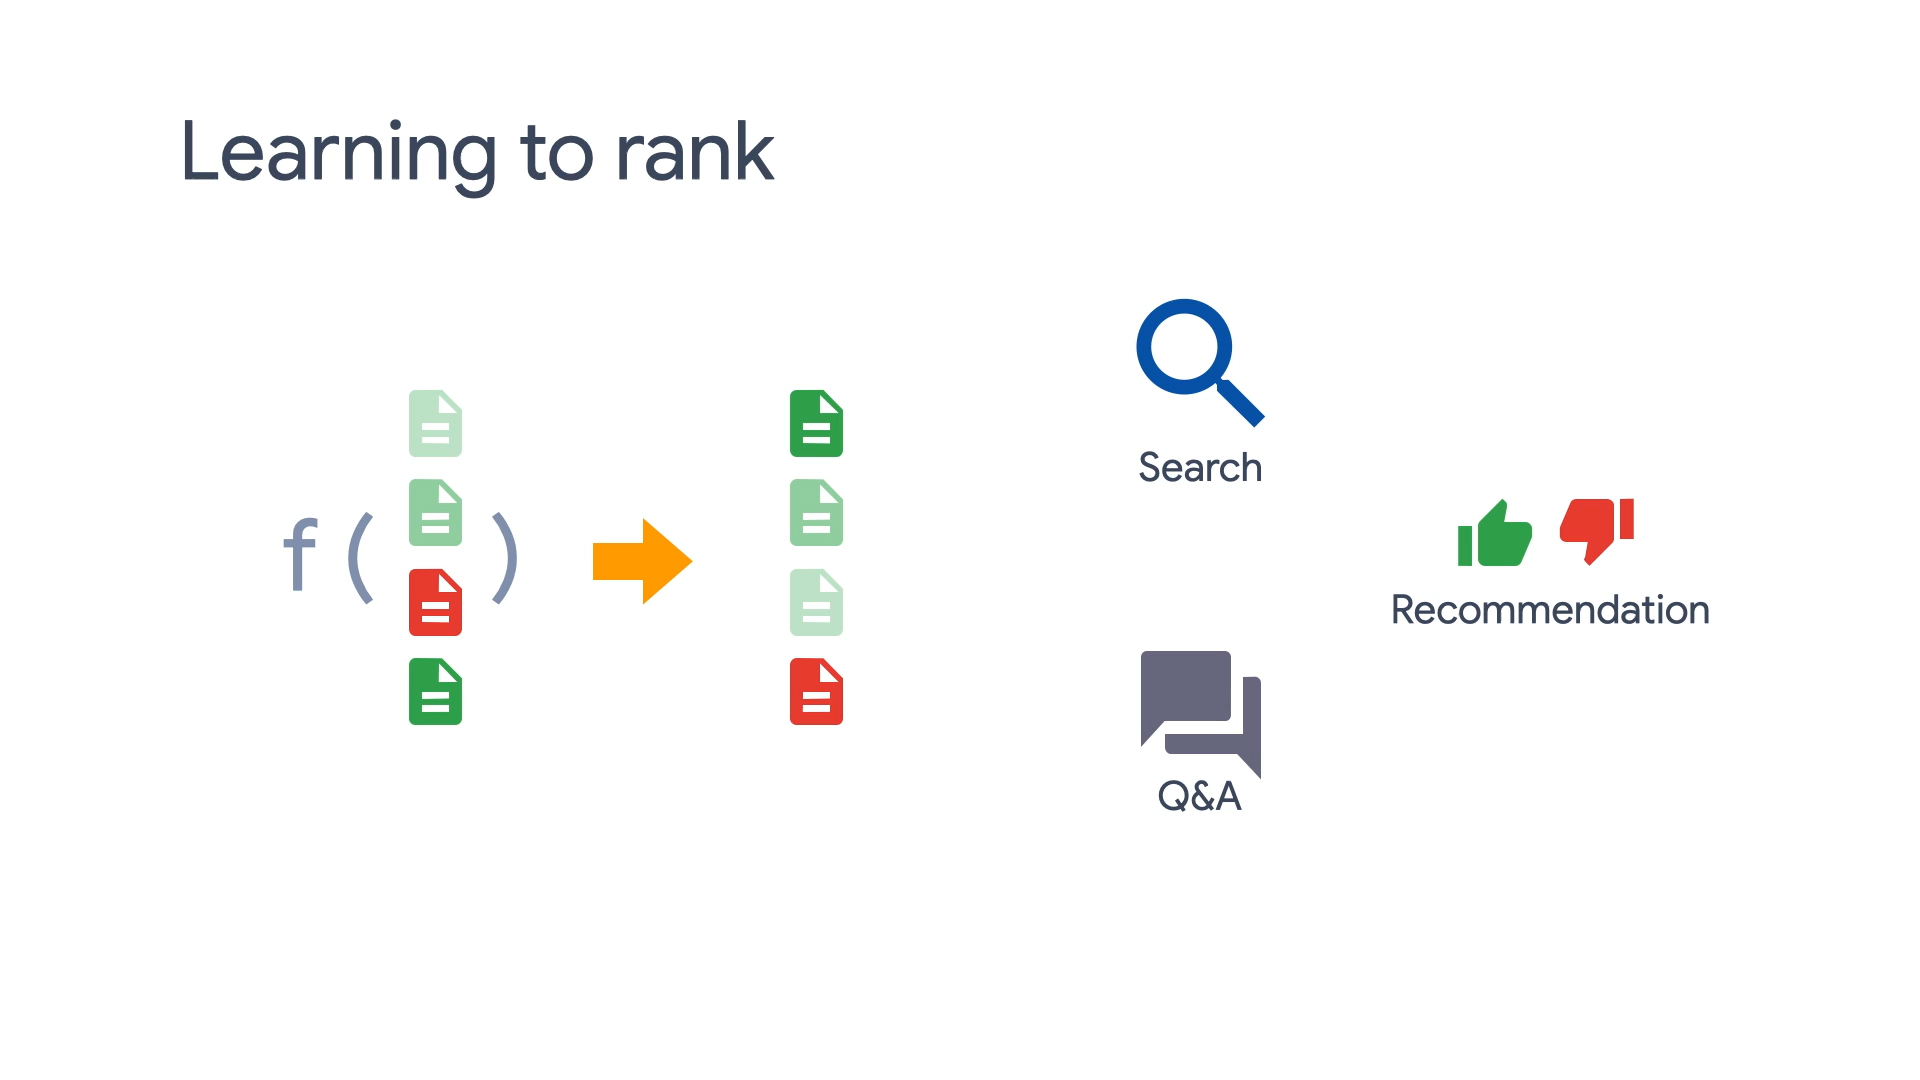 Learning to rank
f ( )
Search
Recommendation
Q&A